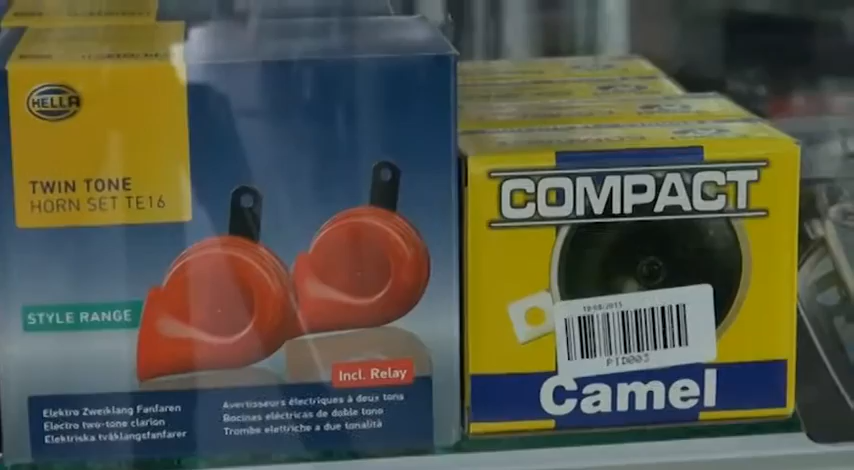 HELLA
TWIN TONE
HORN SET TE16
STYLE RANGE
Incl. Relay
Elektro Zweiklang Fanfaren
Electro two-tone clarion
Elektriska tvåklangsfanfarer
Avertisseurs électriques à deux tons
Bocinas eléctricas de doble tono
Trombe elettriche a due tonalità
COMPACT
PID003
Camel